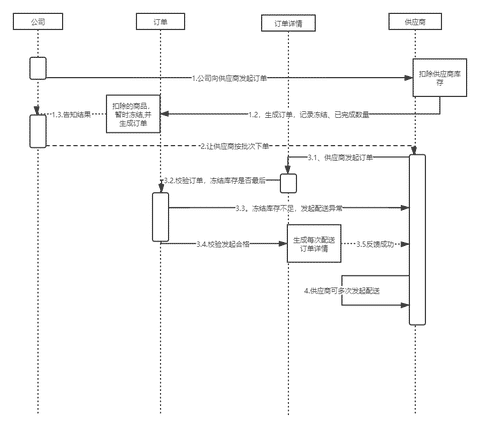 公司
订单
订单详情
供应商
1.公司向供应商发起订单
扣除供应商库
存
扣除的商品，
暂时冻结,并
生成订单
1.3.告知结果
1.2，生成订单，记录冻结、已完成数量
2.让供应商按批次下单
3.1、供应商发起订单
3.2.校验订单，冻结库存是否最后
3.3。冻结库存不足，发起配送异常
3.4.校验发起合格
生成每次配送
订单详情
3.5反馈成功
4.供应商可多次发起配送